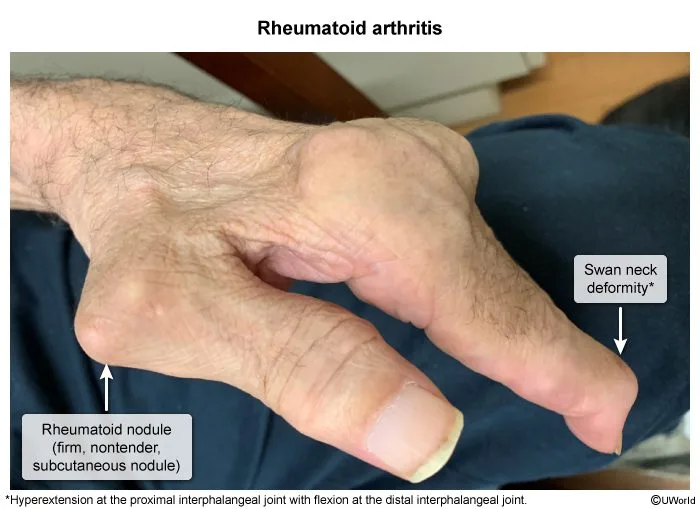 Rheumatoid arthritis
Swan neck
deformity*
Rheumatoid nodule
(firm, nontender,
subcutaneous nodule)
*Hyperextension at the proximal interphalangeal joint with flexion at the distal interphalangeal joint.
©UWorld